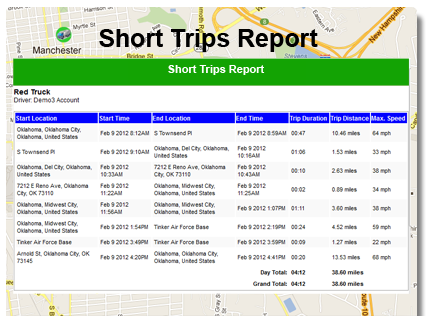 Myrtle St
Manchester
Bridge St
Eastern Ave
New Hampshire
Short Trips Report
Short Trips Report
Red Truck
Driver: Demo3 Account
Start Location Start Time End Location End Time Trip Duration Trip Distance Max. Speed
Oklahoma, Oklahoma City, Oklahoma, United States Feb 9 2012 8:12AM S Townsend Pl Feb 9 2012 8:59AM 00:47 10.46 miles 64 mph
S Townsend Pl Feb 9 2012 9:10AM Oklahoma, Del City, Oklahoma, United States Feb 9 2012 10:16AM 01:06 1.53 miles 33 mph
Oklahoma, Del City, Oklahoma, United States Feb 9 2012 10:33AM 7212 E Reno Ave, Oklahoma City, OK 73110 Feb 9 2012 10:43AM 00:10 2.63 miles 38 mph
7212 E Reno Ave, Oklahoma City, OK 73110 Feb 9 2012 11:22AM Oklahoma, Midwest City, Oklahoma, United States Feb 9 2012 11:25AM 00:02 0.89 miles 34 mph
Oklahoma, Midwest City, Oklahoma, United States Feb 9 2012 11:56AM Oklahoma, Midwest City, Oklahoma, United States Feb 9 2012 1:07PM 01:11 3.60 miles 38 mph
Oklahoma, Midwest City, Oklahoma, United States Feb 9 2012 1:54PM Tinker Air Force Base Feb 9 2012 2:19PM 00:24 4.52 miles 59 mph
Tinker Air Force Base Feb 9 2012 3:49PM Tinker Air Force Base Feb 9 2012 3:59PM 00:09 1.27 miles 22 mph
Arnold St, Oklahoma City, OK 73145 Feb 9 2012 4:20PM Oklahoma, Oklahoma City, Oklahoma, United States Feb 9 2012 4:41PM 00:20 13.53 miles 68 mph
Day Total: 04:12 38.60 miles
Grand Total: 04:12 38.60 miles